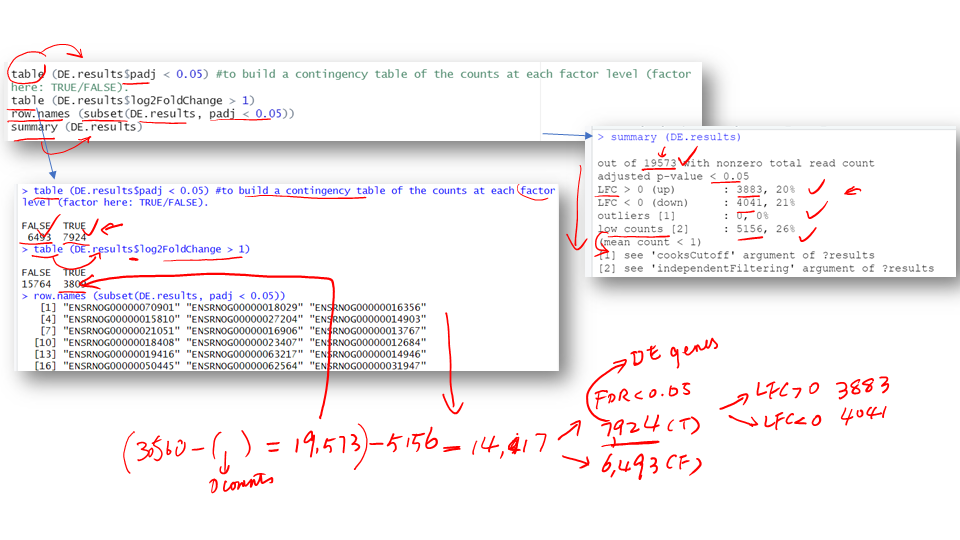 table (DE.results$padj < 0.05) #to build a contingency table of the counts at each factor level (factor
here: TRUE/FALSE).
table (DE.results$log2FoldChange > 1)
row.names (subset(DE.results, padj < 0.05))
summary (DE.results)
> summary (DE.results)
out of 19573 with nonzero total read count
adjusted p-value < 0.05
LFC > 0 (up) : 3883, 20%
LFC < 0 (down) : 4041, 21%
outliers [1] : 0, 0%
low counts [2] : 5156, 26%
(mean count < 1)
[1] see 'cooksCutoff' argument of ?results
[2] see 'independentFiltering' argument of ?results
> table (DE.results$padj < 0.05) #to build a contingency table of the counts at each factor
level (factor here: TRUE/FALSE).
FALSE TRUE
6493 7924
> table (DE.results$log2FoldChange > 1)
FALSE TRUE
15764
> row.names (subset(DE.results, padj < 0.05))
[1] "ENSRNOG00000070901" "ENSRNOG00000018029" "ENSRNOG00000016356"
[4] "ENSRNOG00000015810" "ENSRNOG00000027204" "ENSRNOG00000014903"
[7] "ENSRNOG00000021051" "ENSRNOG00000016906" "ENSRNOG00000013767"
[10] "ENSRNOG00000018408" "ENSRNOG00000023407" "ENSRNOG00000012684"
[13] "ENSRNOG00000019416" "ENSRNOG00000063217" "ENSRNOG00000014946"
[16] "ENSRNOG00000050445" "ENSRNOG00000062564" "ENSRNOG00000031947"
DE genes
FDR<0.05
LFC>0 3883
7,924 (T)
LFC<0 4041
(30560 - ( ) = 19,573) - 5156 = 14,417
6,493 (F)
0 counts